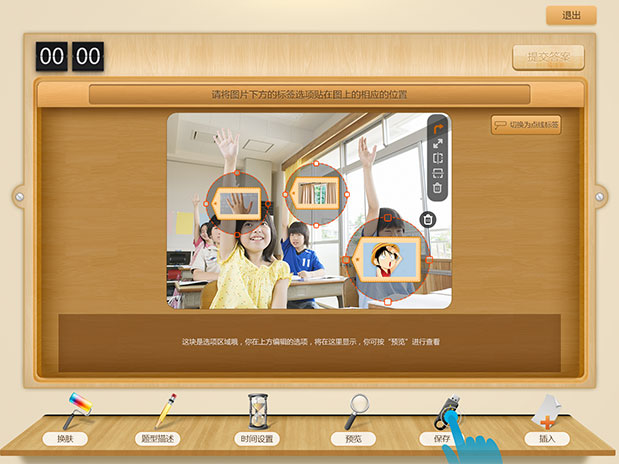 退出
00 00
提交答案
请将图片下方的标签选项贴在图上的相应的位置
切换为点线标签
这块是选项区域哦，你在上方编辑的选项，将在这里显示，你可按“预览”进行查看
换肤
题型描述
时间设置
预览
保存
插入